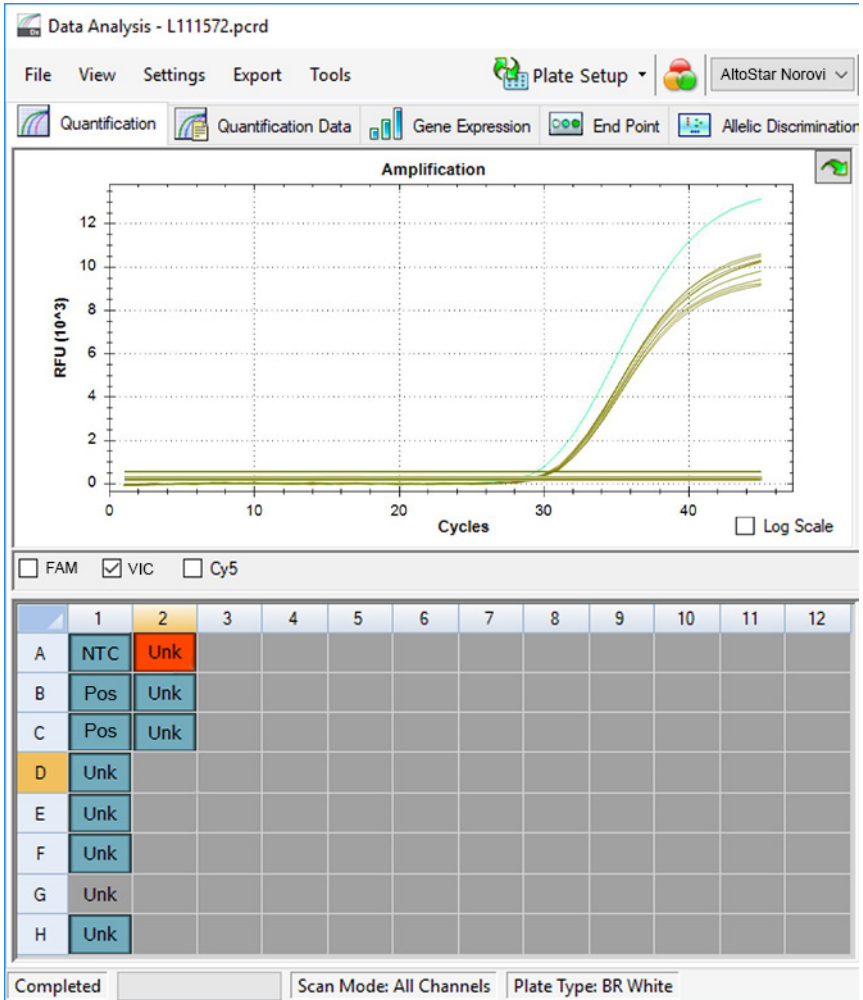 Data Analysis - L111572.pcrd
File View Settings Export Tools Plate Setup AltoStar Norovi
Quantification Quantification Data Gene Expression End Point Allelic Discrimination
Amplification
12
10
8
6
4
2
0
RFU (10^3)
0 10 20 30 40
Cycles
Log Scale
FAM VIC Cy5
1 2 3 4 5 6 7 8 9 10 11 12
A NTC Unk
B Pos Unk
C Pos Unk
D Unk
E Unk
F Unk
G Unk
H Unk
Completed Scan Mode: All Channels Plate Type: BR White